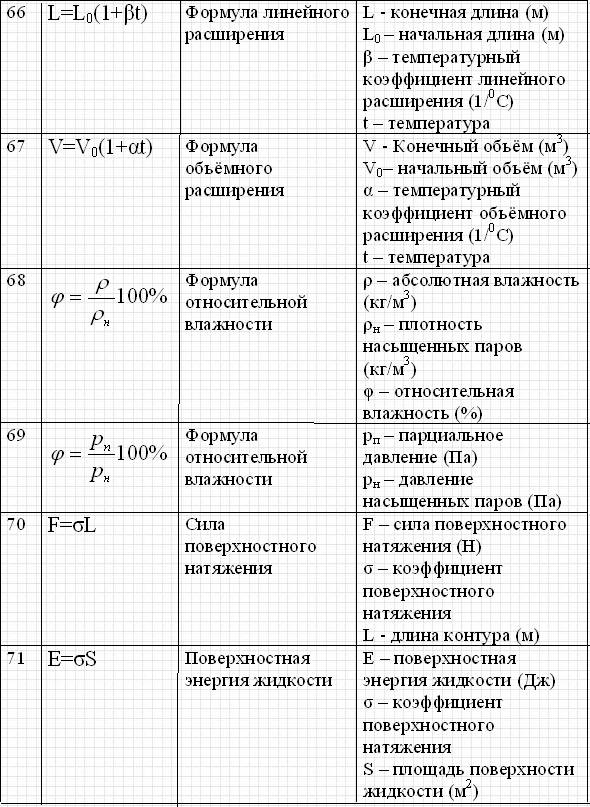 66 L=L₀(1+βt) Формула линейного расширения L - конечная длина (м)
L₀ – начальная длина (м)
β – температурный
коэффициент линейного
расширения (1/⁰С)
t – температура
67 V=V₀(1+αt) Формула
обьёмного
расширения
V - Конечный обьём (м³)
V₀– начальный обьём (м³)
α – температурный
коэффициент обьёмного
расширения (1/⁰С)
t – температура
68 φ = ρ/ρн 100% Формула
относительной
влажности
ρ – абсолютная влажность
(кг/м³)
ρн – плотность
насыщенных паров
(кг/м³)
φ – относительная
влажность (%)
69 φ = pп/pн 100% Формула
относительной
влажности
pп – парциальное
давление (Па)
pн – давление
насыщенных паров (Па)
70 F=σL Сила
поверхностного
натяжения
F – сила поверхностного
натяжения (Н)
σ – коэффициент
поверхностного
натяжения
L - длина контура (м)
71 E=σS Поверхностная
энергия жидкости
E – поверхностная
энергия жидкости (Дж)
σ – коэффициент
поверхностного
натяжения
S – площадь поверхности
жидкости (м²)